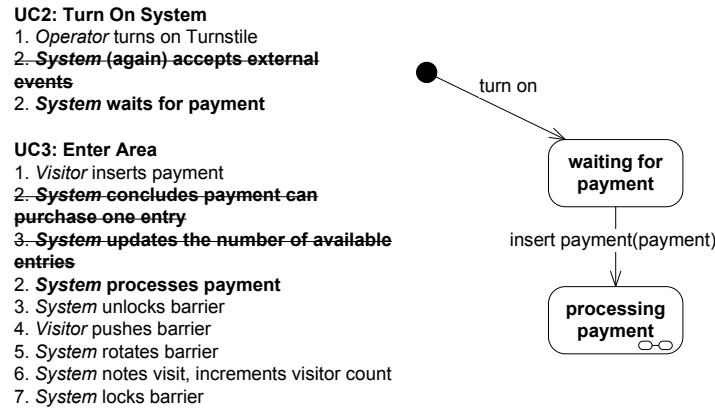 UC2: Turn On System
1. Operator turns on Turnstile
2. System (again) accepts external
events
2. System waits for payment
UC3: Enter Area
1. Visitor inserts payment
2. System concludes payment can
purchase one entry
3. System updates the number of available
entries
2. System processes payment
3. System unlocks barrier
4. Visitor pushes barrier
5. System rotates barrier
6. System notes visit, increments visitor count
7. System locks barrier
turn on
waiting for
payment
insert payment(payment)
processing
payment